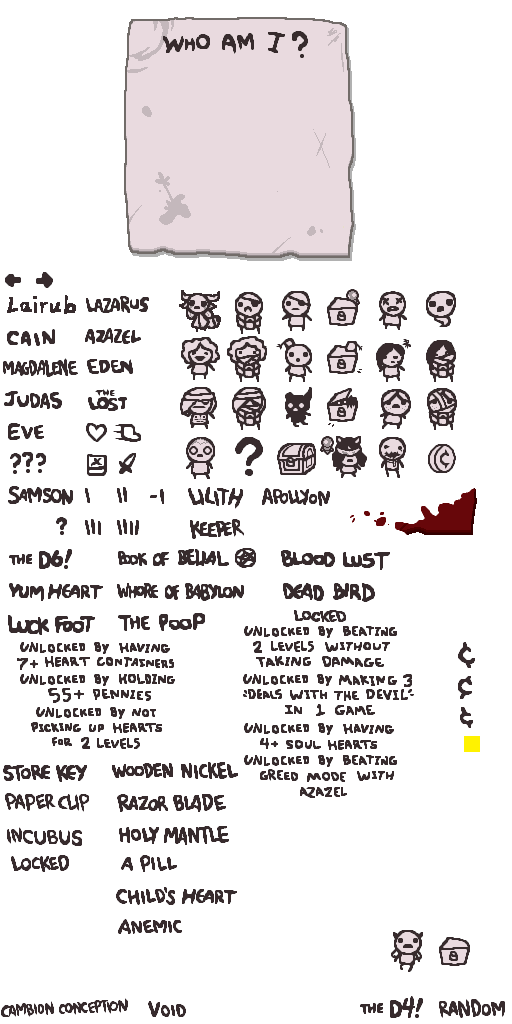 WHO AM I?
Lairub LAZARUS
CAIN AZAZEL
MAGDALENE EDEN
JUDAS THE LOST
EVE
???
?
SAMSON I II -I LILITH APOLLYON
? III IIII KEEPER
THE D6! BOOK OF BELIAL BLOOD LUST
YUM HEART WHORE OF BABYLON DEAD BIRD
LUCK FOOT THE POOP
LOCKED
UNLOCKED BY HAVING
7+ HEART CONTAINERS
UNLOCKED BY HOLDING
55+ PENNIES
UNLOCKED BY NOT
PICKING UP HEARTS
FOR 2 LEVELS
UNLOCKED BY BEATING
2 LEVELS WITHOUT
TAKING DAMAGE
UNLOCKED BY MAKING 3
"DEALS WITH THE DEVIL"
IN 1 GAME
UNLOCKED BY HAVING
4+ SOUL HEARTS
UNLOCKED BY BEATING
GREED MODE WITH
AZAZEL
¢
¢
¢
¢
STORE KEY WOODEN NICKEL
PAPER CLIP RAZOR BLADE
INCUBUS HOLY MANTLE
LOCKED A PILL
CHILD'S HEART
ANEMIC
CAMBION CONCEPTION VOID THE D4! RANDOM